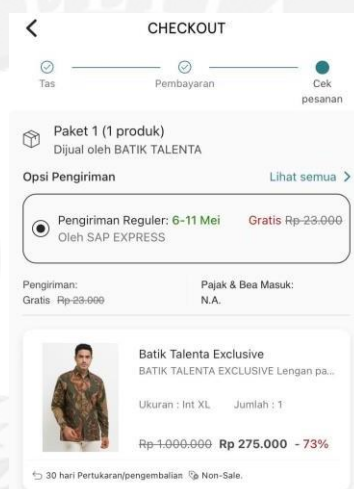 CHECKOUT
Tas
Pembayaran
Cek
pesanan
Paket 1 (1 produk)
Dijual oleh BATIK TALENTA
Opsi Pengiriman
Lihat semua >
Pengiriman Reguler: 6-11 Mei Gratis Rp 23.000
Oleh SAP EXPRESS
Pengiriman:
Gratis Rp 23.000
Pajak & Bea Masuk:
N.A.
Batik Talenta Exclusive
BATIK TALENTA EXCLUSIVE Lengan pa...
Ukuran : Int XL Jumlah : 1
Rp 1.000.000 Rp 275.000 - 73%
30 hari Pertukaran/pengembalian Non-Sale.